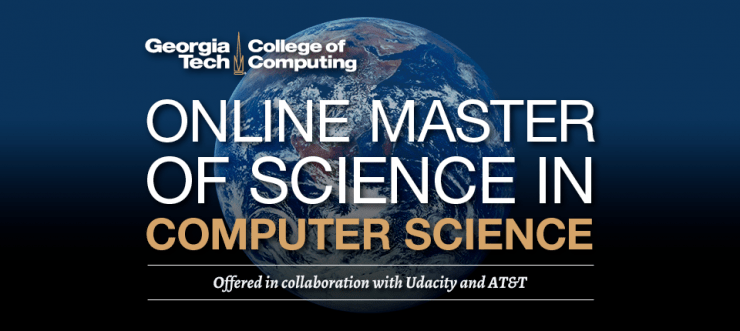 Georgia Tech
College of Computing
ONLINE MASTER
OF SCIENCE IN
COMPUTER SCIENCE
Offered in collaboration with Udacity and AT&T